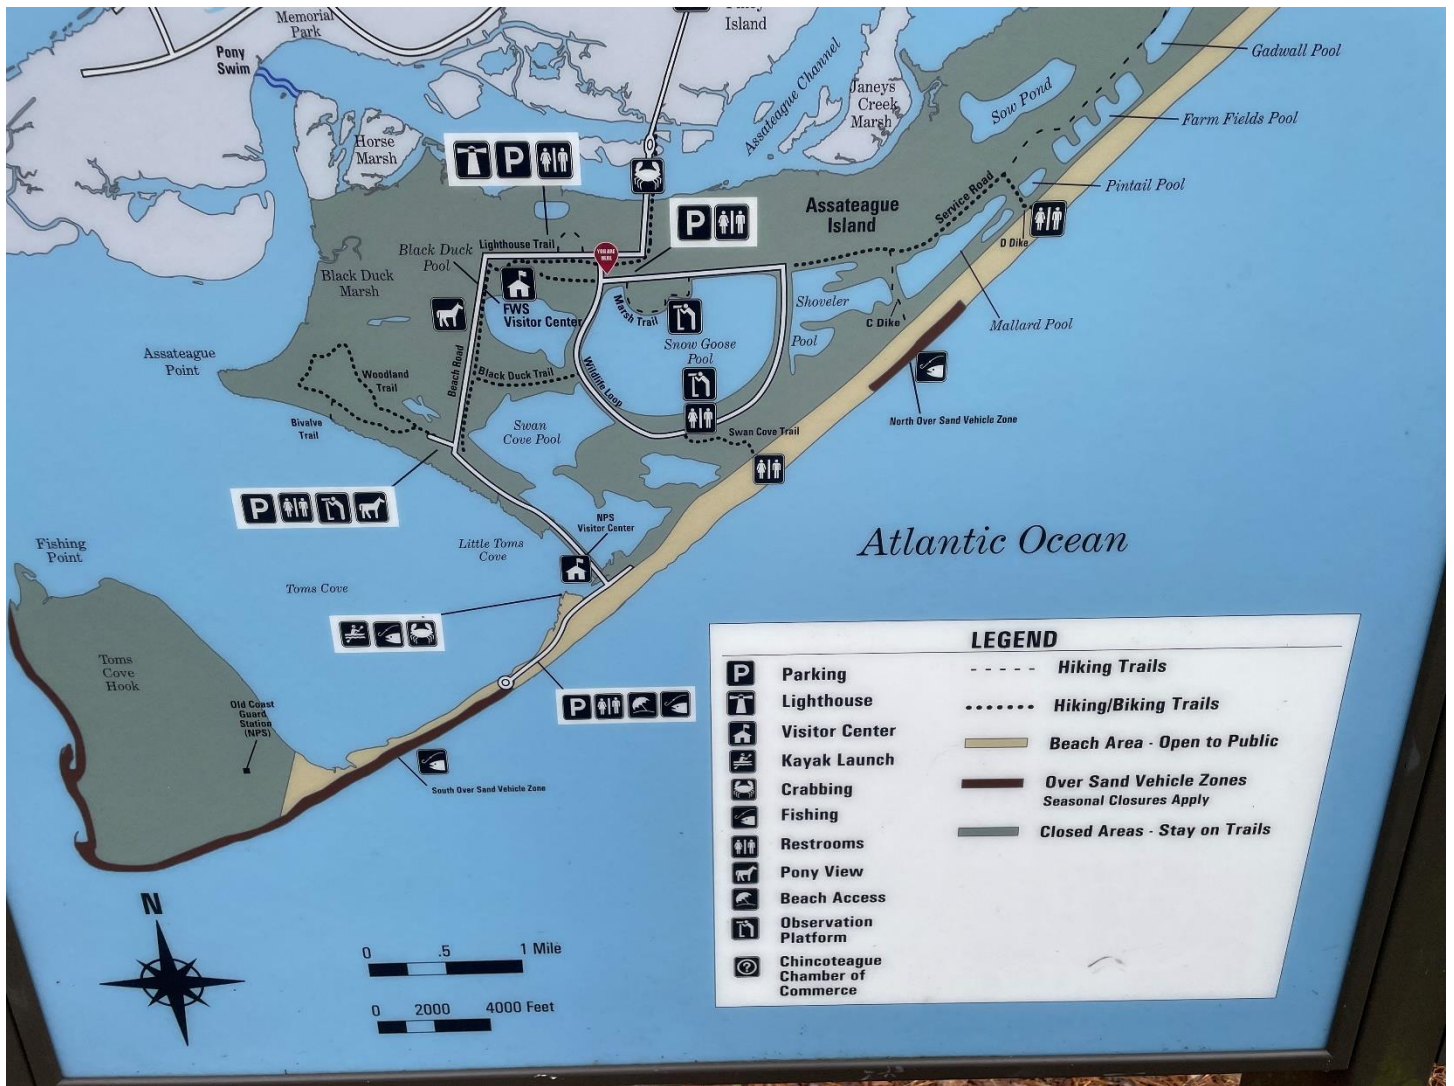 Memorial
Park
Island
Pony
Swim
Gadwall Pool
Assateague Channel
Janeys
Creek
Marsh
Sow Pond
Farm Fields Pool
Horse
Marsh
P
Pintail Pool
Assateague
Island
Service Road
P
D Dike
Lighthouse Trail
YOU ARE
HERE
Black Duck
Pool
Black Duck
Marsh
FWS
Visitor Center
Marsh Trail
Shoveler
Pool
C Dike
Mallard Pool
Snow Goose
Pool
Assateague
Point
Woodland
Trail
Beach Road
Black Duck Trail
Wildlife Loop
Bivalve
Trail
Swan
Cove Pool
Swan Cove Trail
North Over Sand Vehicle Zone
P
NPS
Visitor Center
Little Toms
Cove
Atlantic Ocean
Fishing
Point
Toms Cove
Toms
Cove
Hook
Old Coast
Guard
Station
(NPS)
P
South Over Sand Vehicle Zone
LEGEND
P Parking
Lighthouse
Visitor Center
Kayak Launch
Crabbing
Fishing
Restrooms
Pony View
Beach Access
Observation
Platform
? Chincoteague
Chamber of
Commerce
Hiking Trails
Hiking/Biking Trails
Beach Area - Open to Public
Over Sand Vehicle Zones
Seasonal Closures Apply
Closed Areas - Stay on Trails
N
0 .5 1 Mile
0 2000 4000 Feet